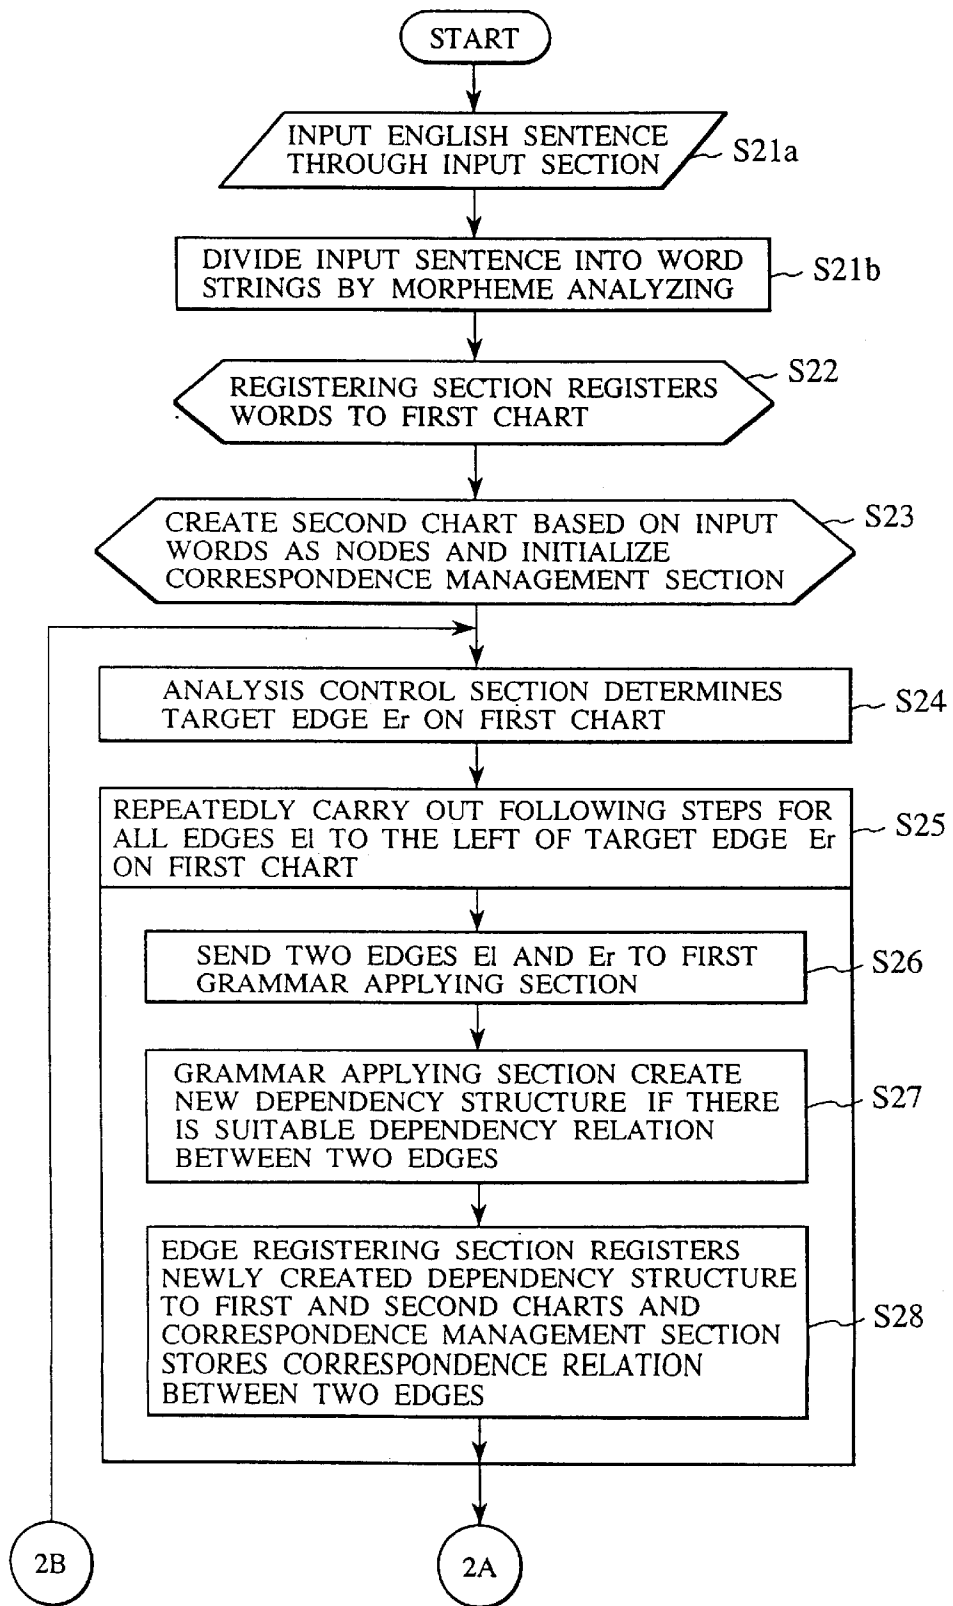 START
INPUT ENGLISH SENTENCE
THROUGH INPUT SECTION
S21a
DIVIDE INPUT SENTENCE INTO WORD
STRINGS BY MORPHEME ANALYZING
S21b
REGISTERING SECTION REGISTERS
WORDS TO FIRST CHART
S22
CREATE SECOND CHART BASED ON INPUT
WORDS AS NODES AND INITIALIZE
CORRESPONDENCE MANAGEMENT SECTION
S23
ANALYSIS CONTROL SECTION DETERMINES
TARGET EDGE Er ON FIRST CHART
S24
REPEATEDLY CARRY OUT FOLLOWING STEPS FOR
ALL EDGES El TO THE LEFT OF TARGET EDGE Er
ON FIRST CHART
S25
SEND TWO EDGES El AND Er TO FIRST
GRAMMAR APPLYING SECTION
S26
GRAMMAR APPLYING SECTION CREATE
NEW DEPENDENCY STRUCTURE IF THERE
IS SUITABLE DEPENDENCY RELATION
BETWEEN TWO EDGES
S27
EDGE REGISTERING SECTION REGISTERS
NEWLY CREATED DEPENDENCY STRUCTURE
TO FIRST AND SECOND CHARTS AND
CORRESPONDENCE MANAGEMENT SECTION
STORES CORRESPONDENCE RELATION
BETWEEN TWO EDGES
S28
2B
2A